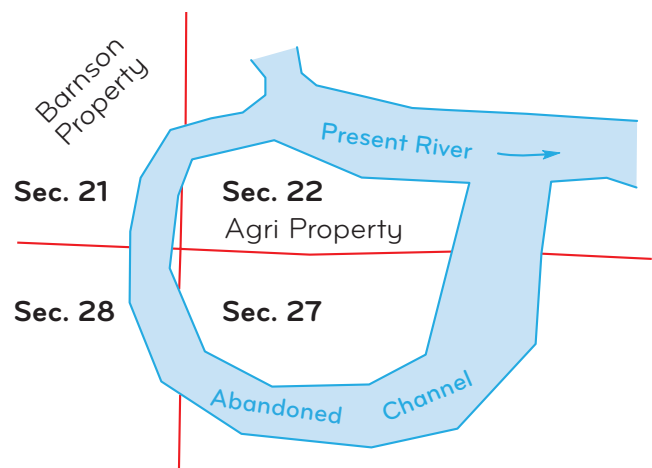 Barnson
Property
Present River
Sec. 21
Sec. 22
Agri Property
Sec. 28
Sec. 27
Abandoned Channel